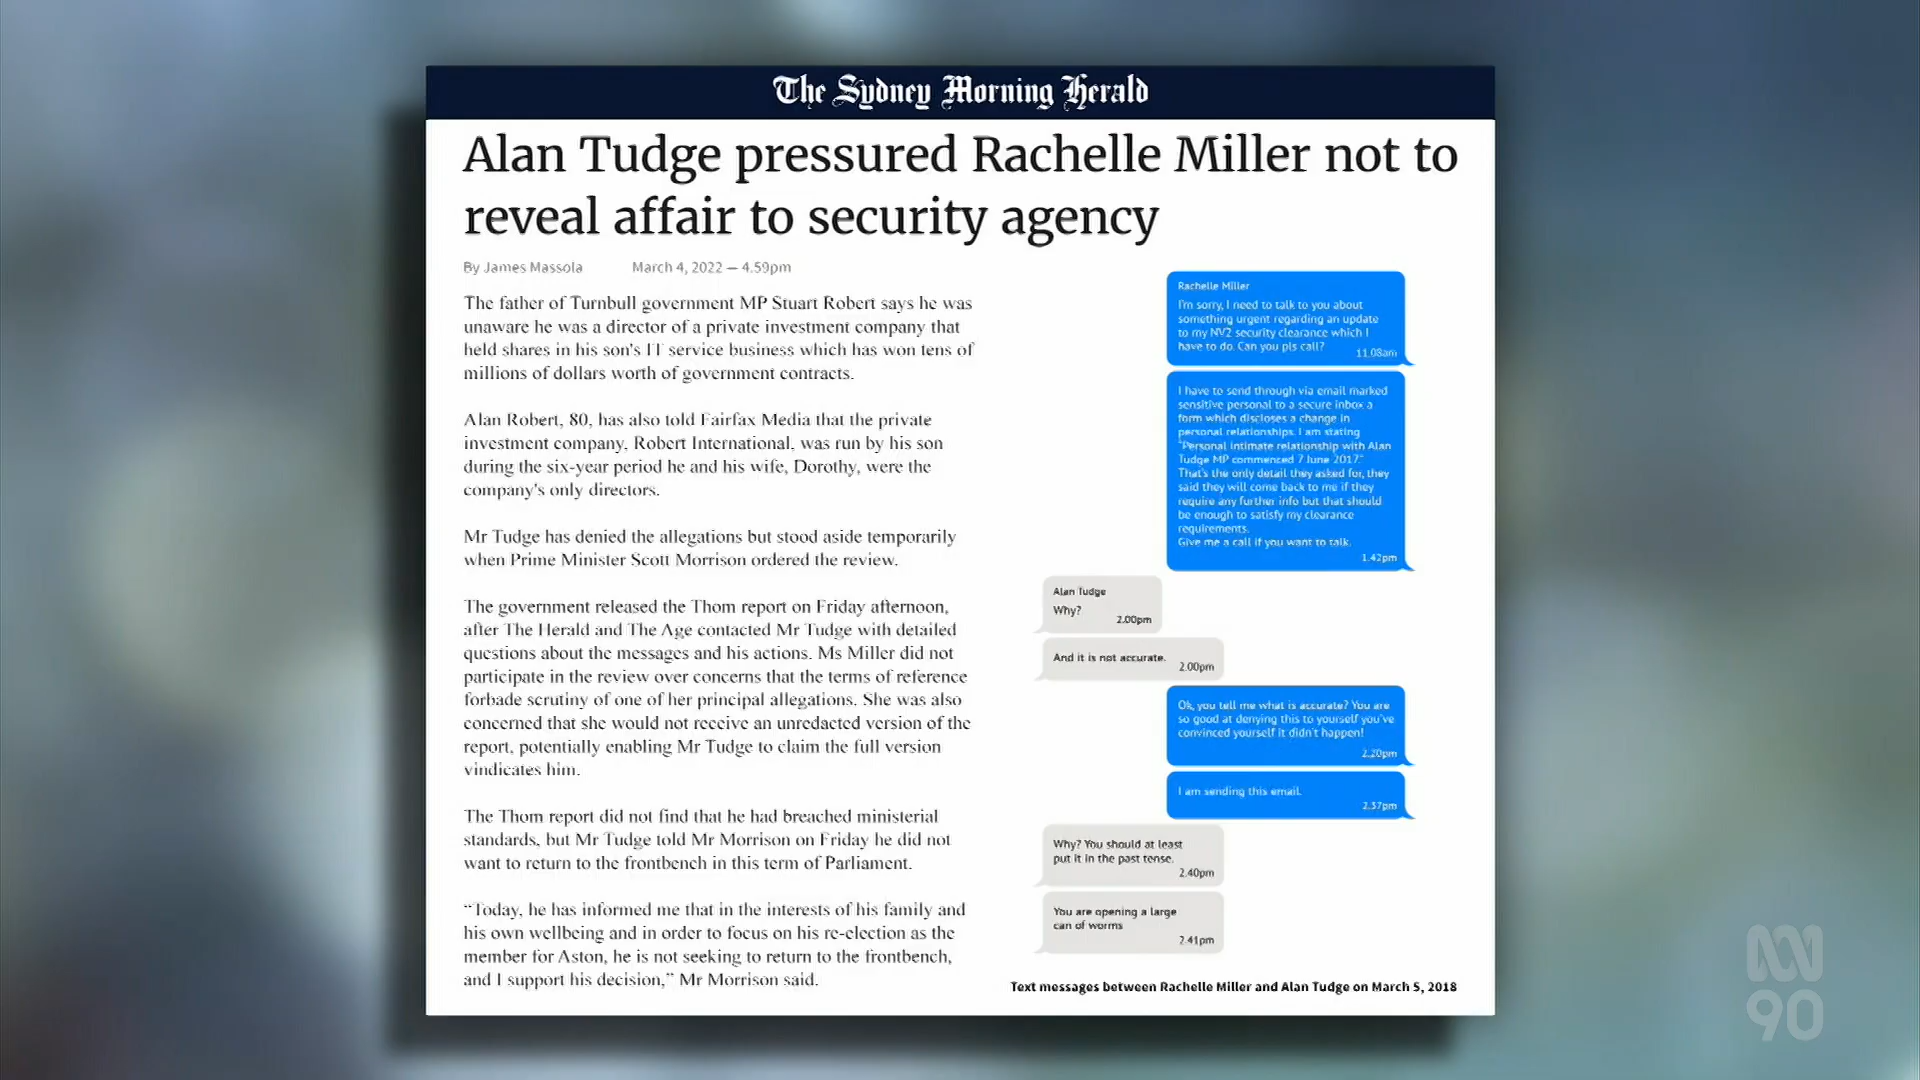 The Sydney Morning Herald
Alan Tudge pressured Rachelle Miller not to
reveal affair to security agency
By James Massola March 4, 2022 — 4.59pm
The father of Turnbull government MP Stuart Robert says he was
unaware he was a director of a private investment company that
held shares in his son's IT service business which has won tens of
millions of dollars worth of government contracts.
Alan Robert, 80, has also told Fairfax Media that the private
investment company, Robert International, was run by his son
during the six-year period he and his wife, Dorothy, were the
company's only directors.
Mr Tudge has denied the allegations but stood aside temporarily
when Prime Minister Scott Morrison ordered the review.
The government released the Thom report on Friday afternoon,
after The Herald and The Age contacted Mr Tudge with detailed
questions about the messages and his actions. Ms Miller did not
participate in the review over concerns that the terms of reference
forbade scrutiny of one of her principal allegations. She was also
concerned that she would not receive an unredacted version of the
report, potentially enabling Mr Tudge to claim the full version
vindicates him.
The Thom report did not find that he had breached ministerial
standards, but Mr Tudge told Mr Morrison on Friday he did not
want to return to the frontbench in this term of Parliament.
“Today, he has informed me that in the interests of his family and
his own wellbeing and in order to focus on his re-election as the
member for Aston, he is not seeking to return to the frontbench,
and I support his decision,” Mr Morrison said.
Rachelle Miller
I'm sorry, I need to talk to you about
something urgent regarding an update
to my NV2 security clearance which I
have to do. Can you pls call?
11.08am
I have to send through via email marked
sensitive personal to a secure inbox a
form which discloses a change in
personal relationships. I am stating
"Personal intimate relationship with Alan
Tudge MP commenced 7 June 2017."
That's the only detail they asked for, they
said they will come back to me if they
require any further info but that should
be enough to satisfy my clearance
requirements.
Give me a call if you want to talk.
1.42pm
Alan Tudge
Why?
2.00pm
And it is not accurate.
2.00pm
Ok, you tell me what is accurate? You are
so good at denying this to yourself you've
convinced yourself it didn't happen!
2.20pm
I am sending this email.
2.37pm
Why? You should at least
put it in the past tense.
2.40pm
You are opening a large
can of worms
2.41pm
Text messages between Rachelle Miller and Alan Tudge on March 5, 2018
90